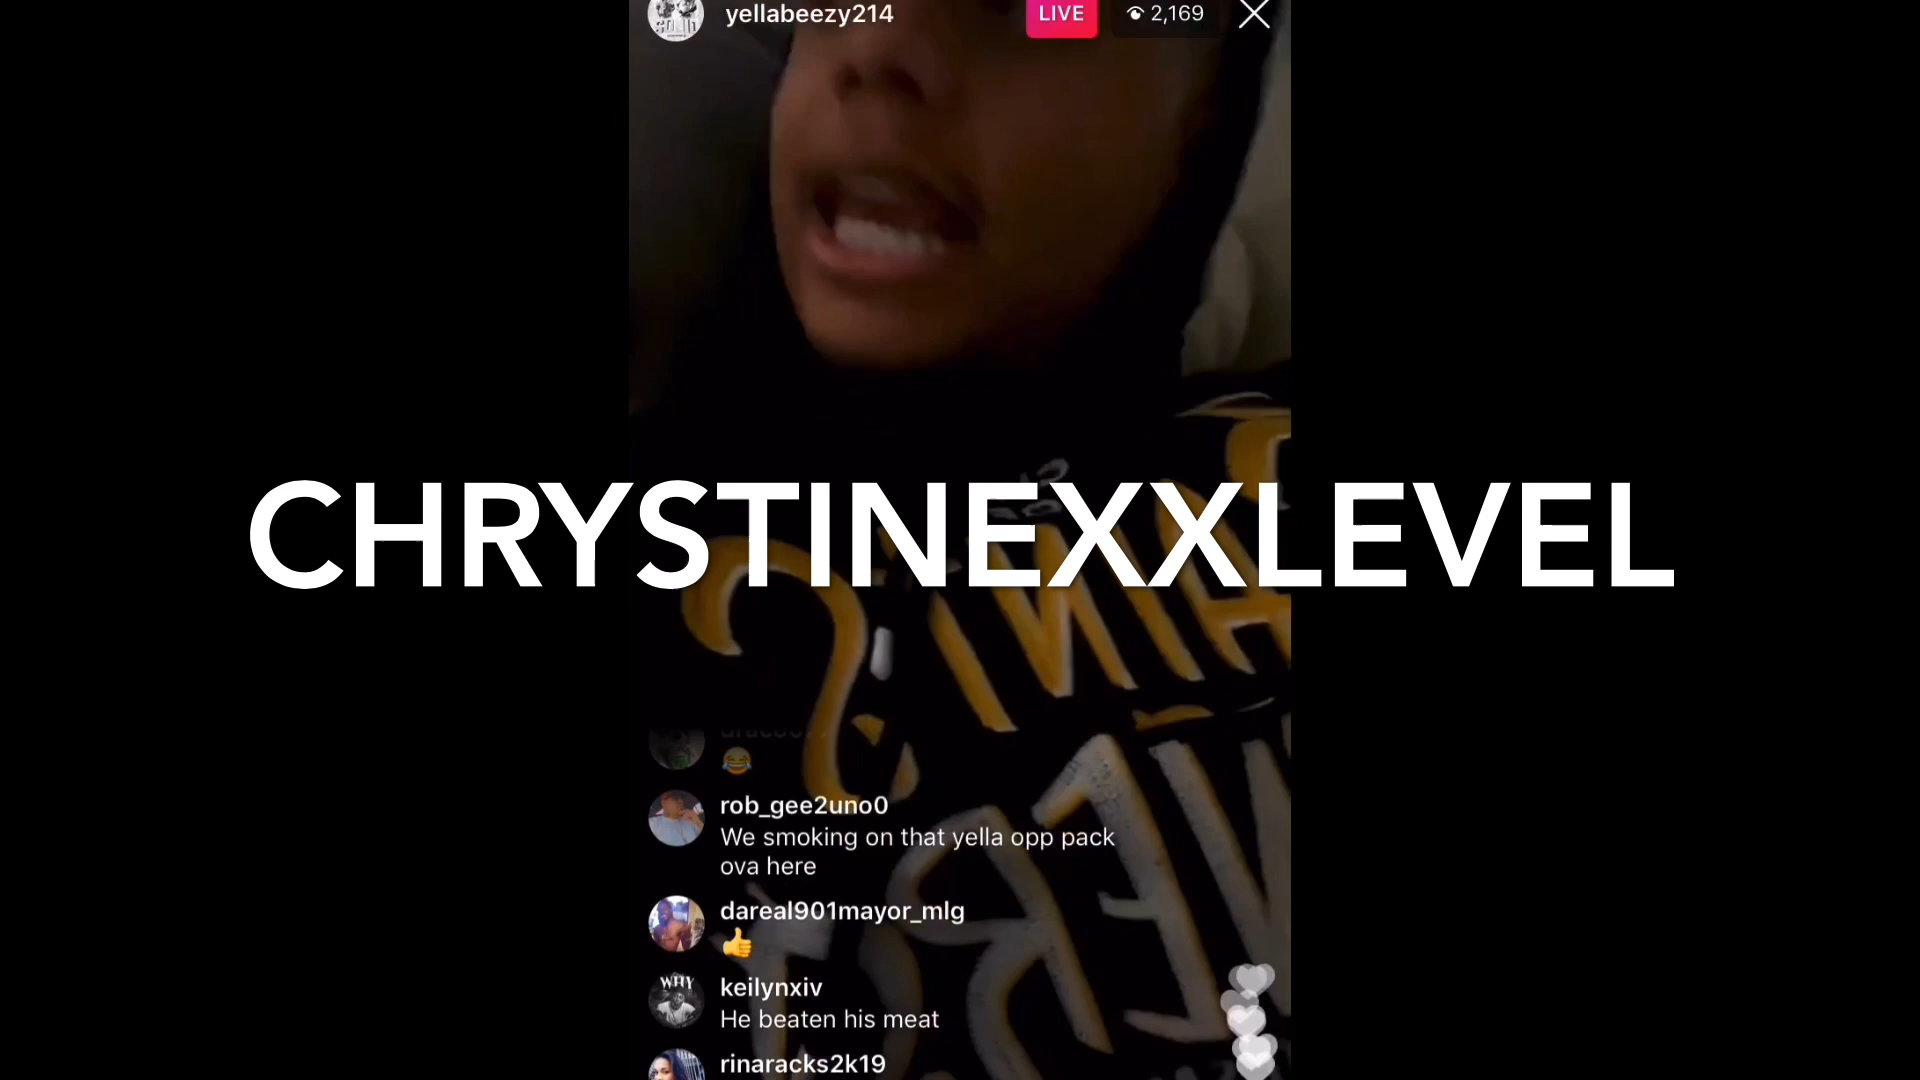 yellabeezy214
LIVE
2,169
CHRYSTINEXXLEVEL
😂
rob_gee2uno0
We smoking on that yella opp pack
ova here
dareal901mayor_mlg
👍
WHY
keilynxiv
He beaten his meat
rinaracks2k19